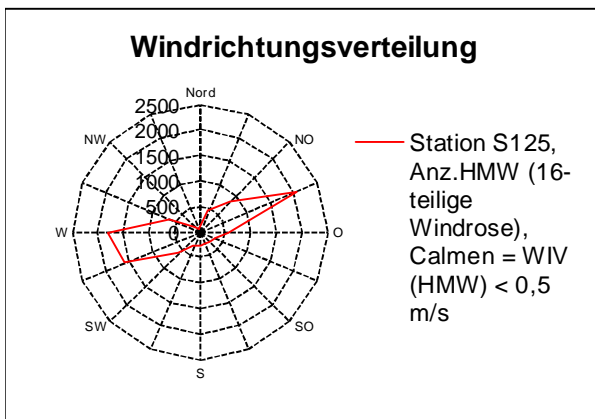 Windrichtungsverteilung
Nord
2500
2000
1500
1000
500
0
NW
NO
W
O
SW
SO
S
Station S125,
Anz.HMW (16-
teilige
Windrose),
Calmen = WIV
(HMW) < 0,5
m/s